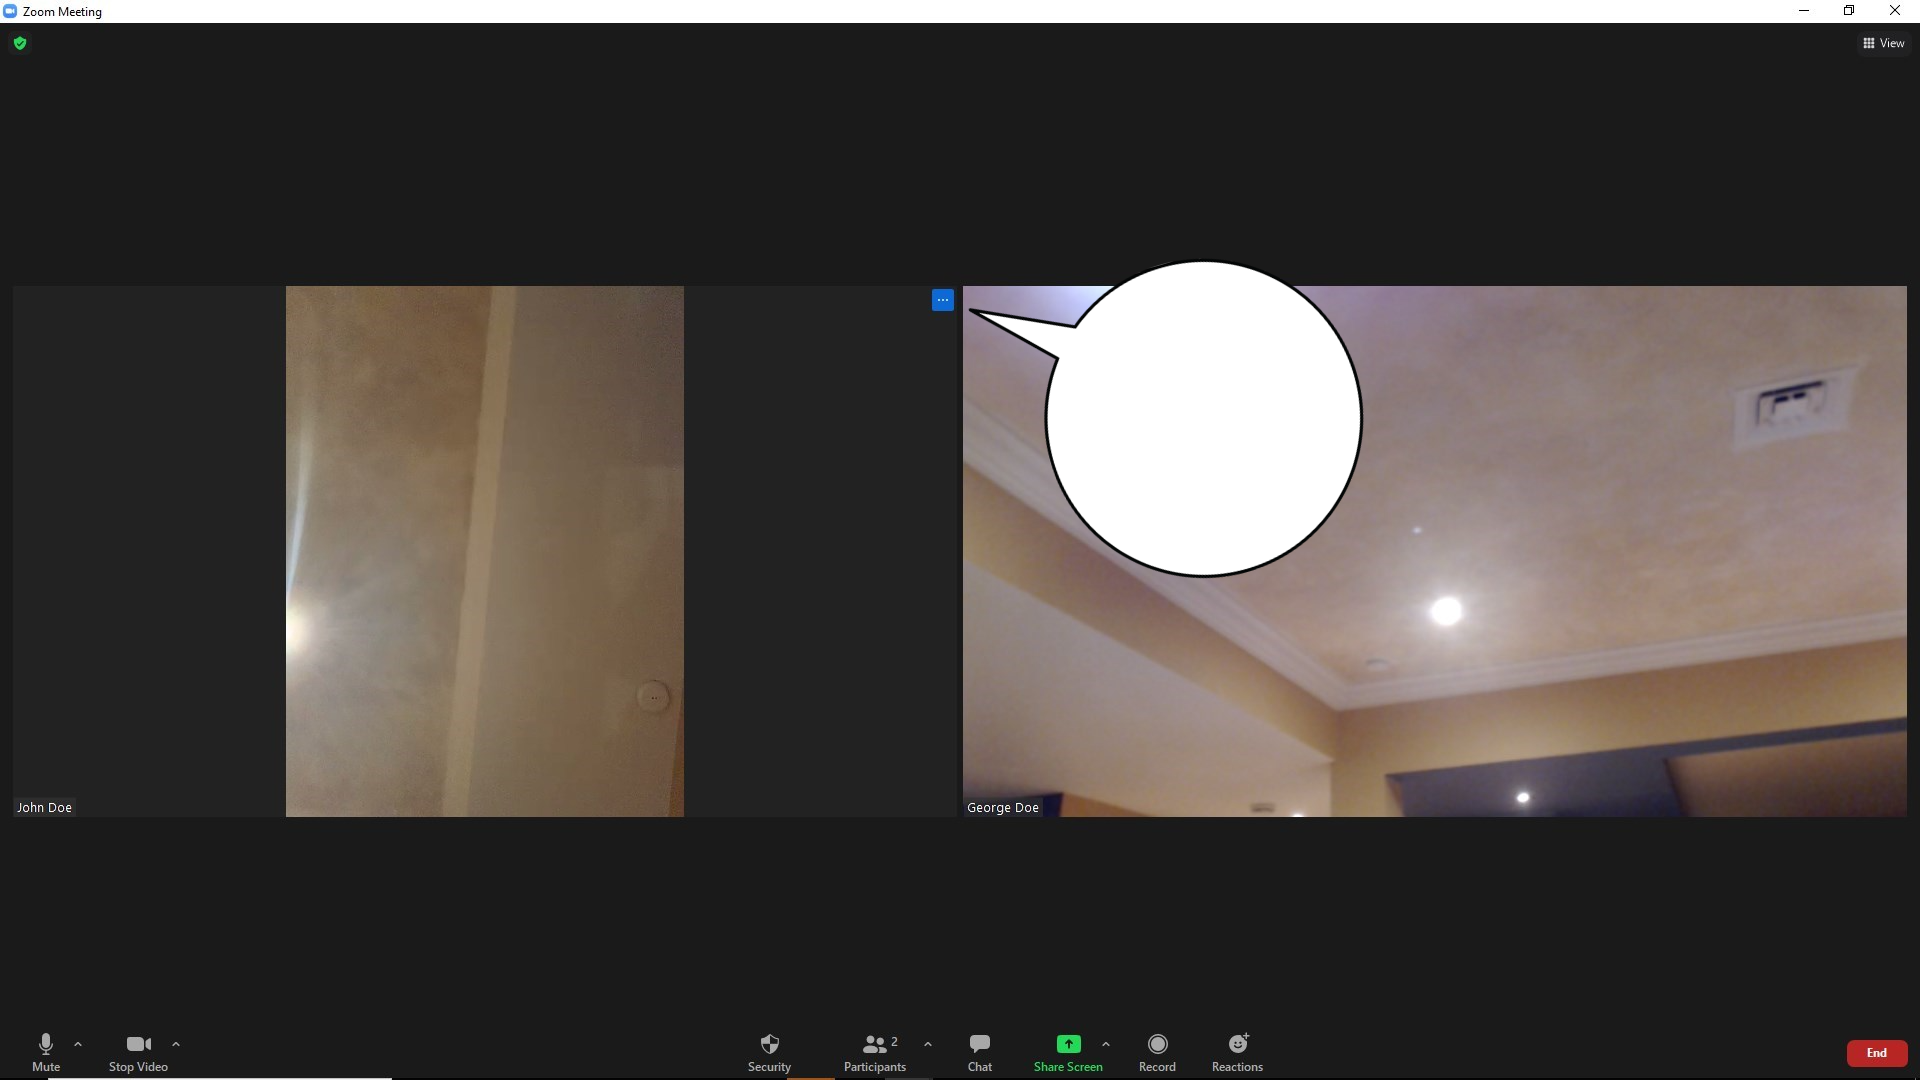 Zoom Meeting
View
John Doe
George Doe
Mute
Stop Video
Security
Participants 2
Chat
Share Screen
Record
Reactions
End